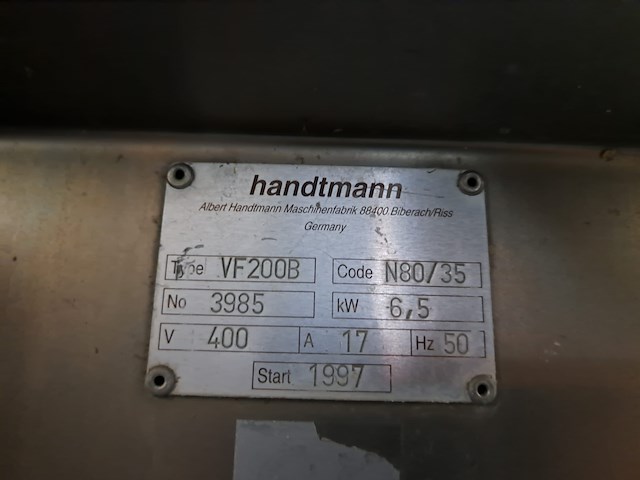 handtmann
Albert Handtmann Maschinenfabrik 88400 Biberach/Riss
Germany
Type VF200B Code N80/35
No 3985 kW 6,5
V 400 A 17 Hz 50
Start 1997